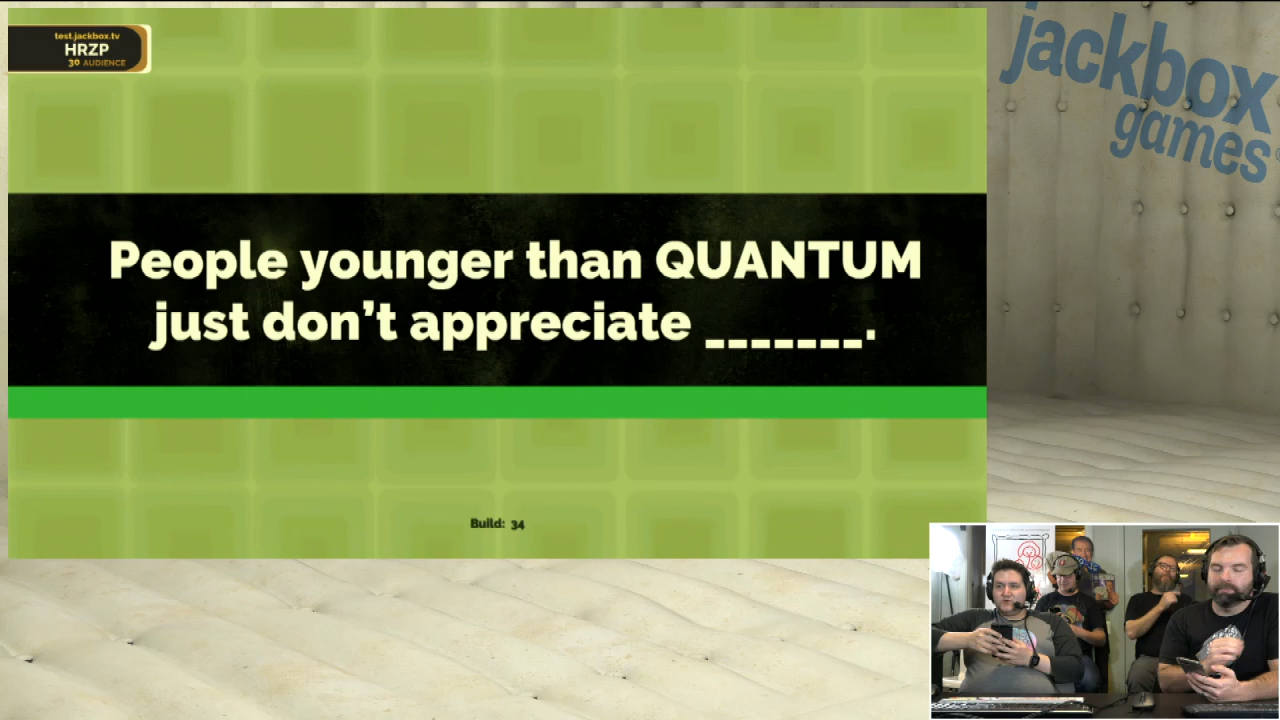 test.jackbox.tv
HRZP
30 AUDIENCE
jackbox
games
People younger than QUANTUM
just don’t appreciate _______.
Build: 34